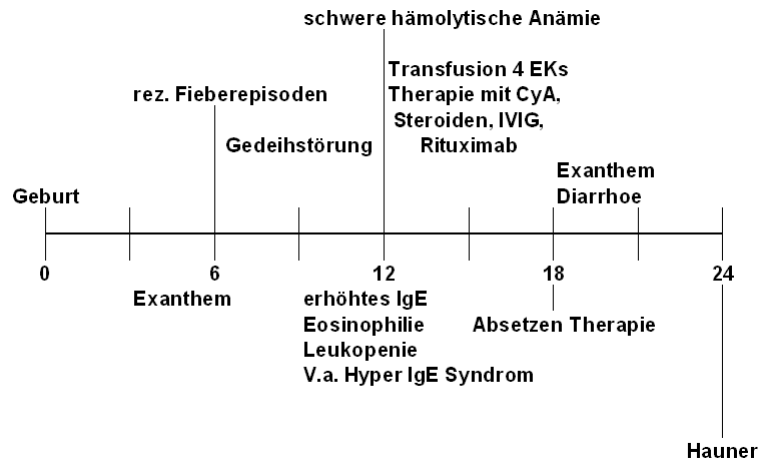 schwere hämolytische Anämie
Transfusion 4 EKs
Therapie mit CyA,
Steroiden, IVIG,
Rituximab
rez. Fieberepisoden
Gedeihstörung
Exanthem
Diarrhoe
Geburt
0 6 12 18 24
Exanthem
erhöhtes IgE
Eosinophilie
Leukopenie
V.a. Hyper IgE Syndrom
Absetzen Therapie
Hauner